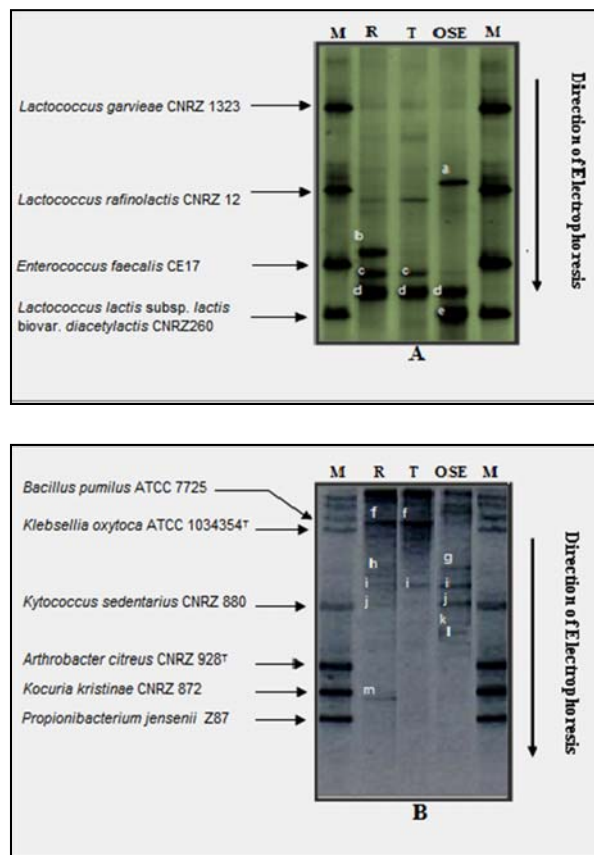 M R T OSE M
Lactococcus garvieae CNRZ 1323
Lactococcus rafinolactis CNRZ 12
Enterococcus faecalis CE17
Lactococcus lactis subsp. lactis
biovar. diacetylactis CNRZ260
a
b
c c
d d d
e
A
Direction of Electrophoresis
M R T OSE M
Bacillus pumilus ATCC 7725
Klebsellia oxytoca ATCC 1034354ᵀ
Kytococcus sedentarius CNRZ 880
Arthrobacter citreus CNRZ 928ᵀ
Kocuria kristinae CNRZ 872
Propionibacterium jensenii Z87
f f
h g
i i i
j j
k
l
m
B
Direction of Electrophoresis